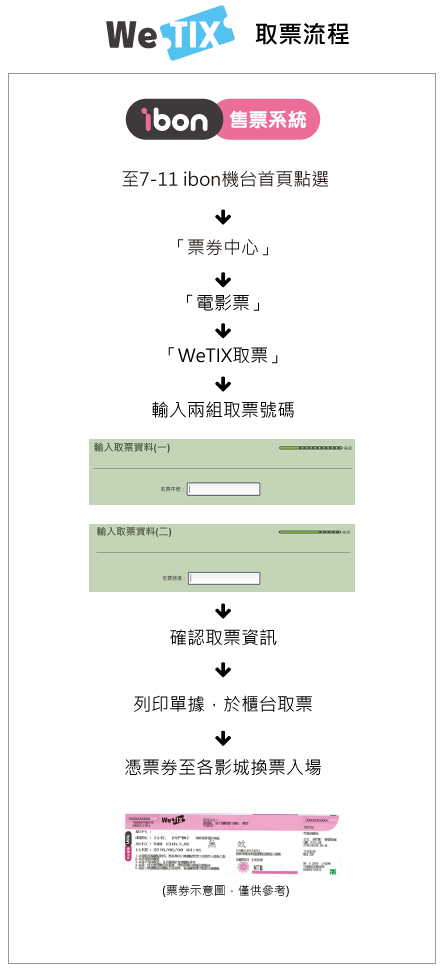 WeTIX 取票流程
ibon 售票系統
至7-11 ibon機台首頁點選
「票券中心」
「電影票」
「WeTIX取票」
輸入兩組取票號碼
輸入取票資料(一)
取票序號：
輸入取票資料(二)
取票號碼：
確認取票資訊
列印單據，於櫃台取票
憑票券至各影城換票入場
WeTIX
無 效
(票券示意圖，僅供參考)